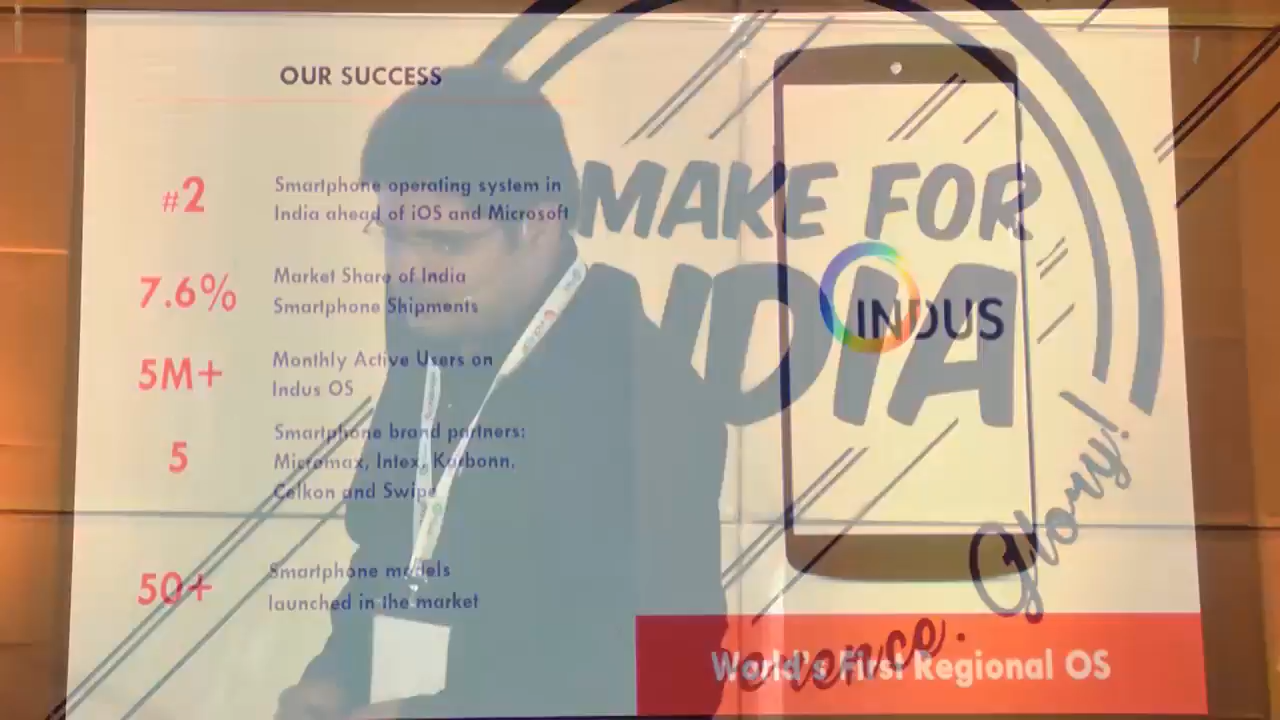 OUR SUCCESS
#2
Smartphone operating system in
India ahead of iOS and Microsoft
7.6%
Market Share of India
Smartphone Shipments
5M+
Monthly Active Users on
Indus OS
5
Smartphone brand partners:
Micromax, Intex, Karbonn,
Celkon and Swipe
50+
Smartphone models
launched in the market
MAKE FOR
INDIA
INDUS
Glory!
World's First Regional OS